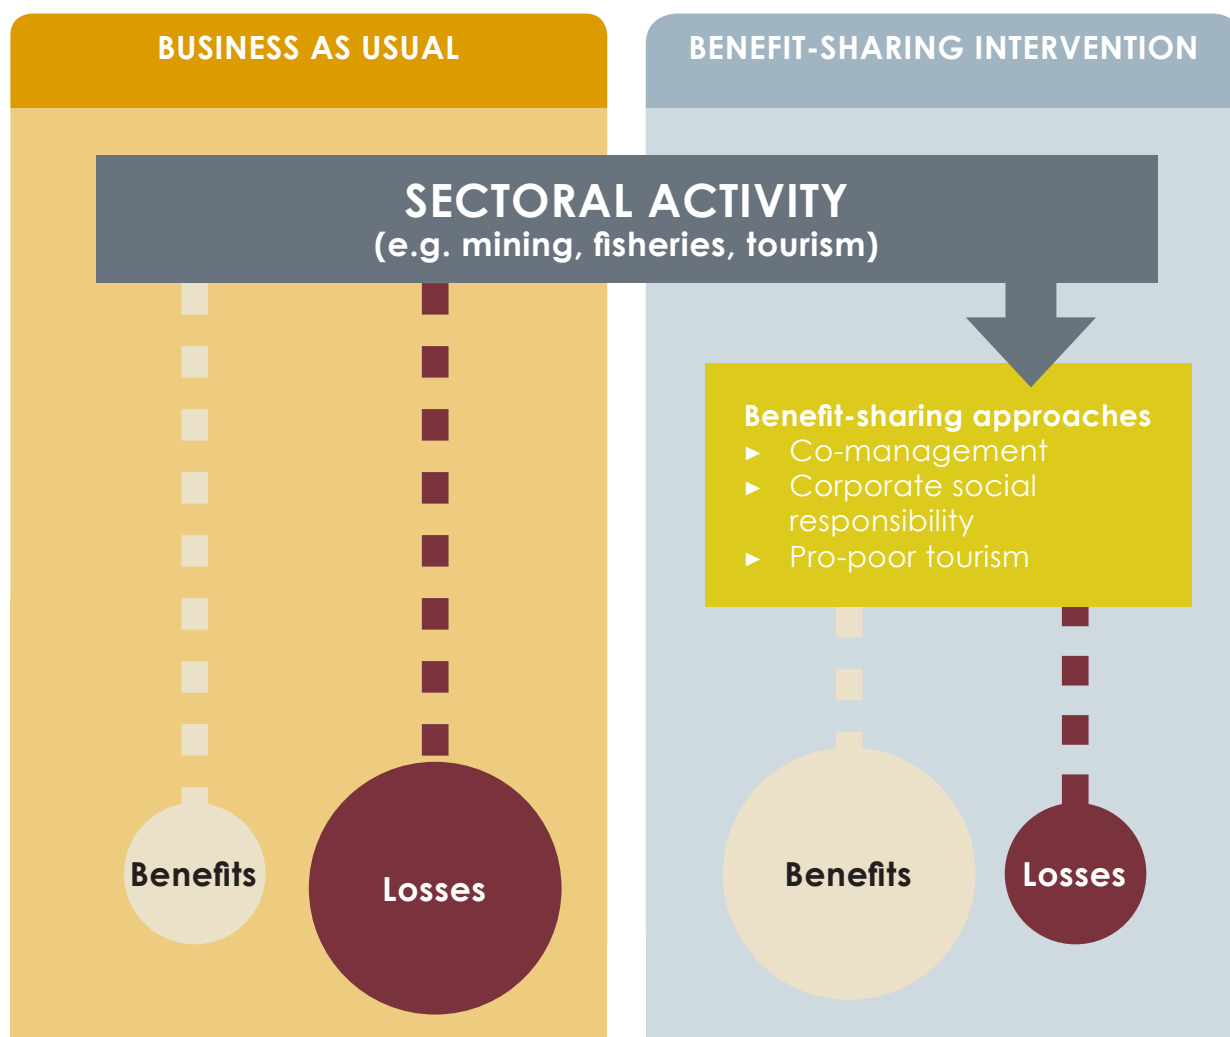 BUSINESS AS USUAL
BENEFIT-SHARING INTERVENTION
SECTORAL ACTIVITY
(e.g. mining, fisheries, tourism)
Benefit-sharing approaches
► Co-management
► Corporate social
responsibility
► Pro-poor tourism
Benefits
Losses
Benefits
Losses